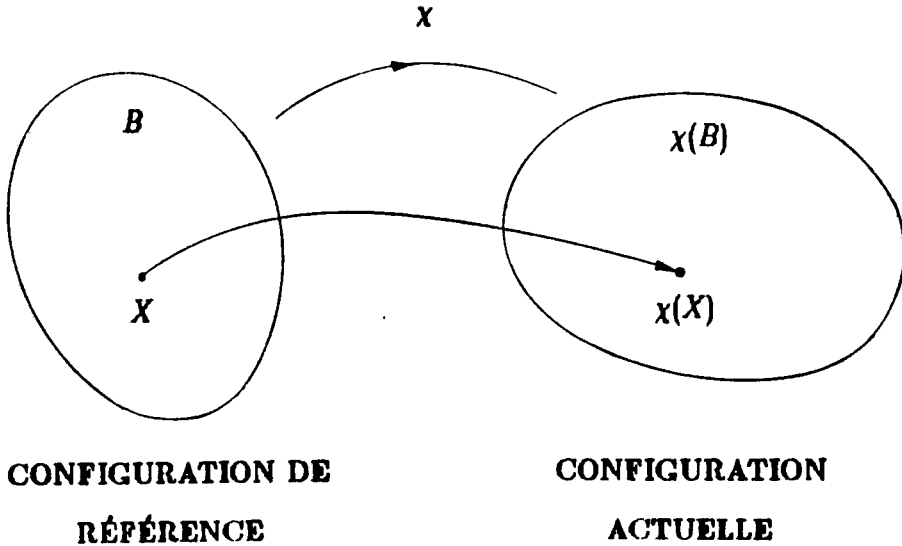 χ
B
χ(B)
X
χ(X)
CONFIGURATION DE
RÉFÉRENCE
CONFIGURATION
ACTUELLE